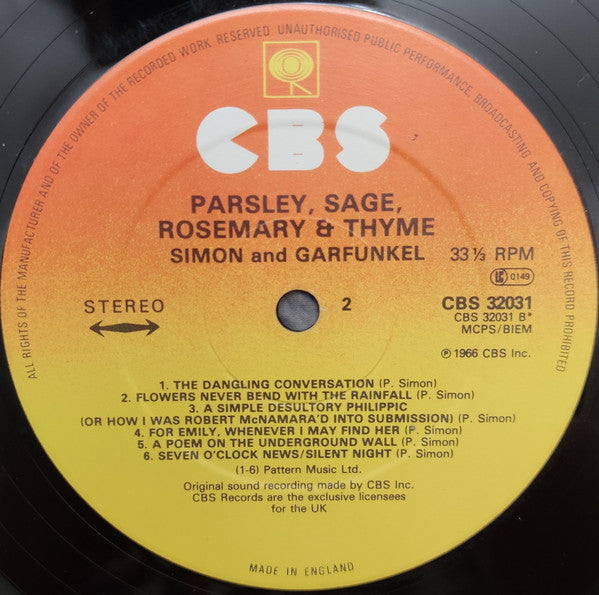 ALL RIGHTS OF THE MANUFACTURER AND OF THE OWNER OF THE RECORDED WORK RESERVED UNAUTHORISED PUBLIC PERFORMANCE, BROADCASTING AND COPYING OF THIS RECORD PROHIBITED
CBS
PARSLEY, SAGE,
ROSEMARY & THYME
SIMON and GARFUNKEL 33⅓ RPM
LC 0149
STEREO 2 CBS 32031
CBS 32031 B*
MCPS/BIEM
℗ 1966 CBS Inc.
1. THE DANGLING CONVERSATION (P. Simon)
2. FLOWERS NEVER BEND WITH THE RAINFALL (P. Simon)
3. A SIMPLE DESULTORY PHILIPPIC
(OR HOW I WAS ROBERT McNAMARA'D INTO SUBMISSION) (P. Simon)
4. FOR EMILY, WHENEVER I MAY FIND HER (P. Simon)
5. A POEM ON THE UNDERGROUND WALL (P. Simon)
6. SEVEN O'CLOCK NEWS/SILENT NIGHT (P. Simon)
(1-6) Pattern Music Ltd.
Original sound recording made by CBS Inc.
CBS Records are the exclusive licensees
for the UK
MADE IN ENGLAND